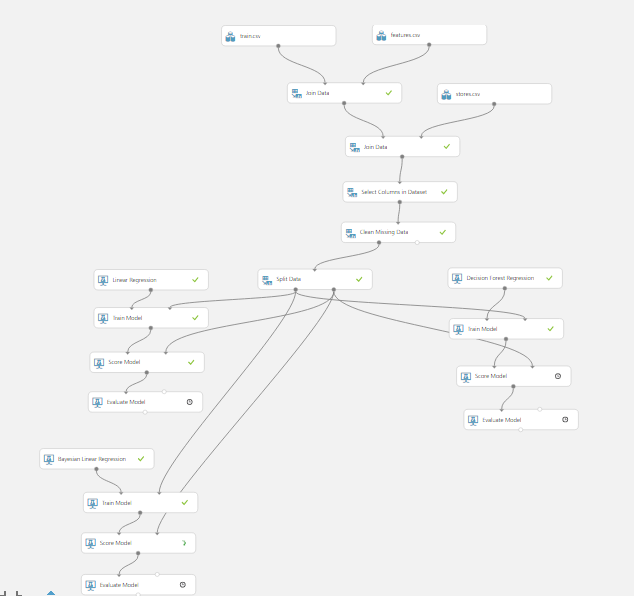 train.csv
features.csv
Join Data
stores.csv
Join Data
Select Columns in Dataset
Clean Missing Data
Linear Regression
Split Data
Decision Forest Regression
Train Model
Train Model
Score Model
Score Model
Evaluate Model
Evaluate Model
Bayesian Linear Regression
Train Model
Score Model
Evaluate Model